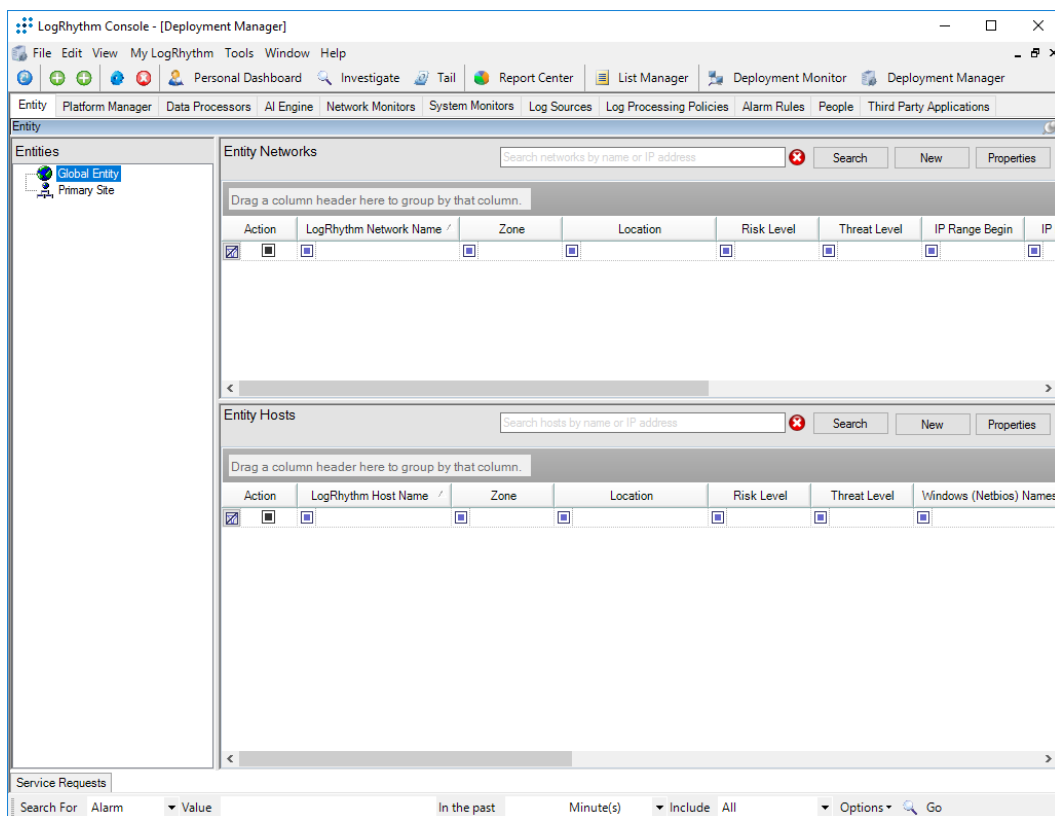 LogRhythm Console - [Deployment Manager]
File Edit View My LogRhythm Tools Window Help
Personal Dashboard Investigate Tail Report Center List Manager Deployment Monitor Deployment Manager
Entity Platform Manager Data Processors AI Engine Network Monitors System Monitors Log Sources Log Processing Policies Alarm Rules People Third Party Applications
Entity
Entities
Global Entity
Primary Site
Entity Networks
Search networks by name or IP address
Search New Properties
Drag a column header here to group by that column.
Action LogRhythm Network Name Zone Location Risk Level Threat Level IP Range Begin IP
Entity Hosts
Search hosts by name or IP address
Search New Properties
Drag a column header here to group by that column.
Action LogRhythm Host Name Zone Location Risk Level Threat Level Windows (Netbios) Names
Service Requests
Search For Alarm Value In the past Minute(s) Include All Options Go